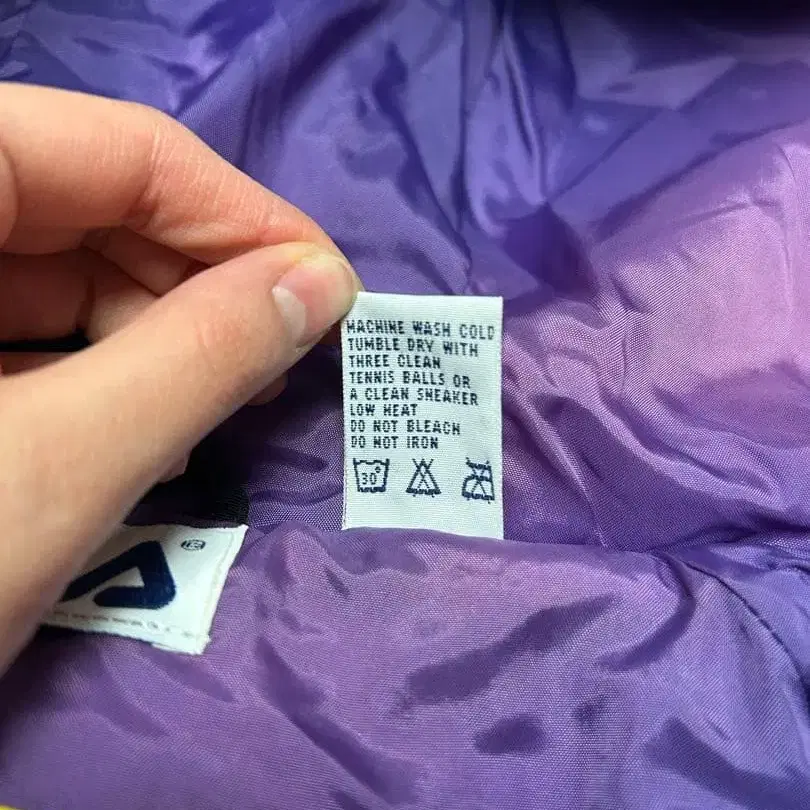 MACHINE WASH COLD
TUMBLE DRY WITH
THREE CLEAN
TENNIS BALLS OR
A CLEAN SNEAKER
LOW HEAT
DO NOT BLEACH
DO NOT IRON
30°